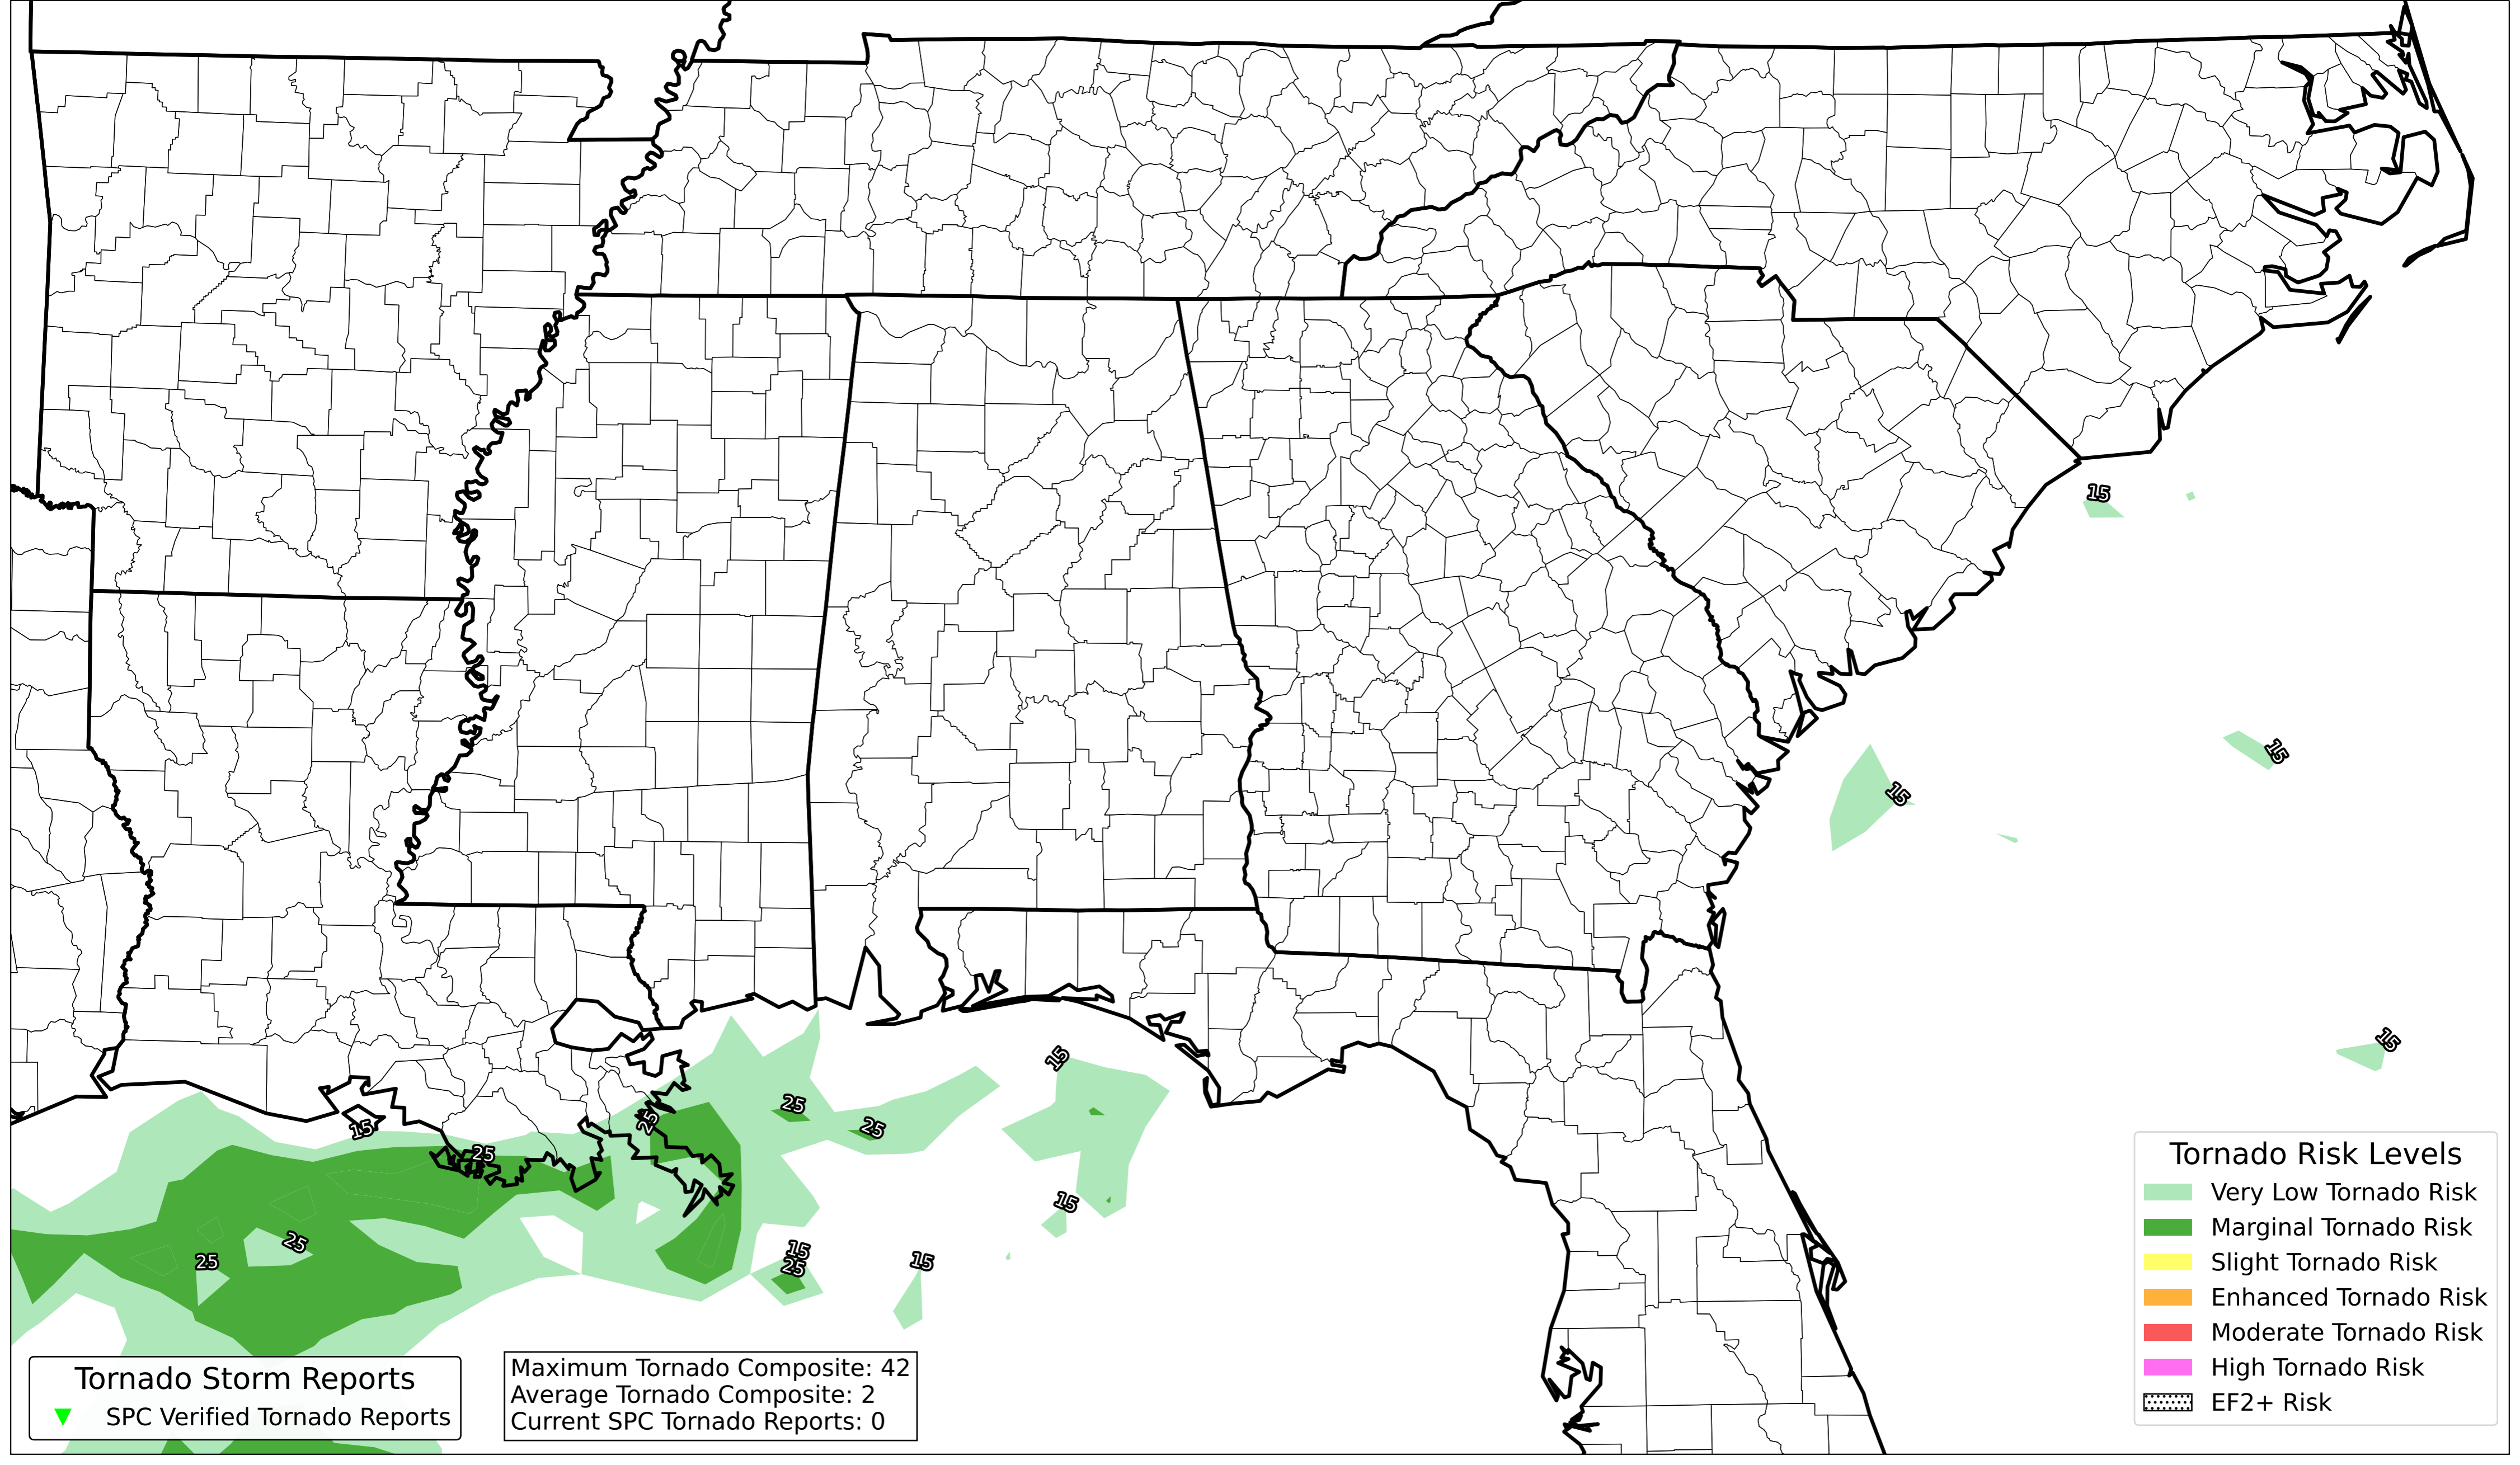 15
15
15
15
15
25
25
15
25
25
15
25
15
25
15
25
Tornado Risk Levels
Very Low Tornado Risk
Marginal Tornado Risk
Slight Tornado Risk
Enhanced Tornado Risk
Moderate Tornado Risk
High Tornado Risk
EF2+ Risk
Tornado Storm Reports
SPC Verified Tornado Reports
Maximum Tornado Composite: 42
Average Tornado Composite: 2
Current SPC Tornado Reports: 0